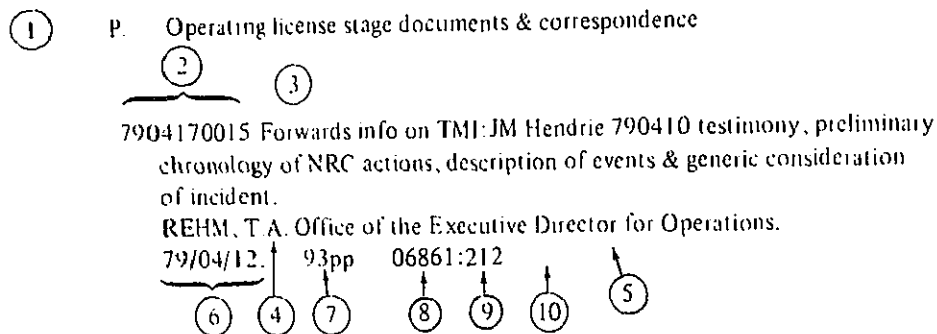 1 P. Operating license stage documents & correspondence
2
3
7904170015 Forwards info on TMI:JM Hendrie 790410 testimony, preliminary
chronology of NRC actions, description of events & generic consideration
of incident.
REHM, T.A. Office of the Executive Director for Operations.
79/04/12. 93pp 06861:212
6 4 7 8 9 10 5